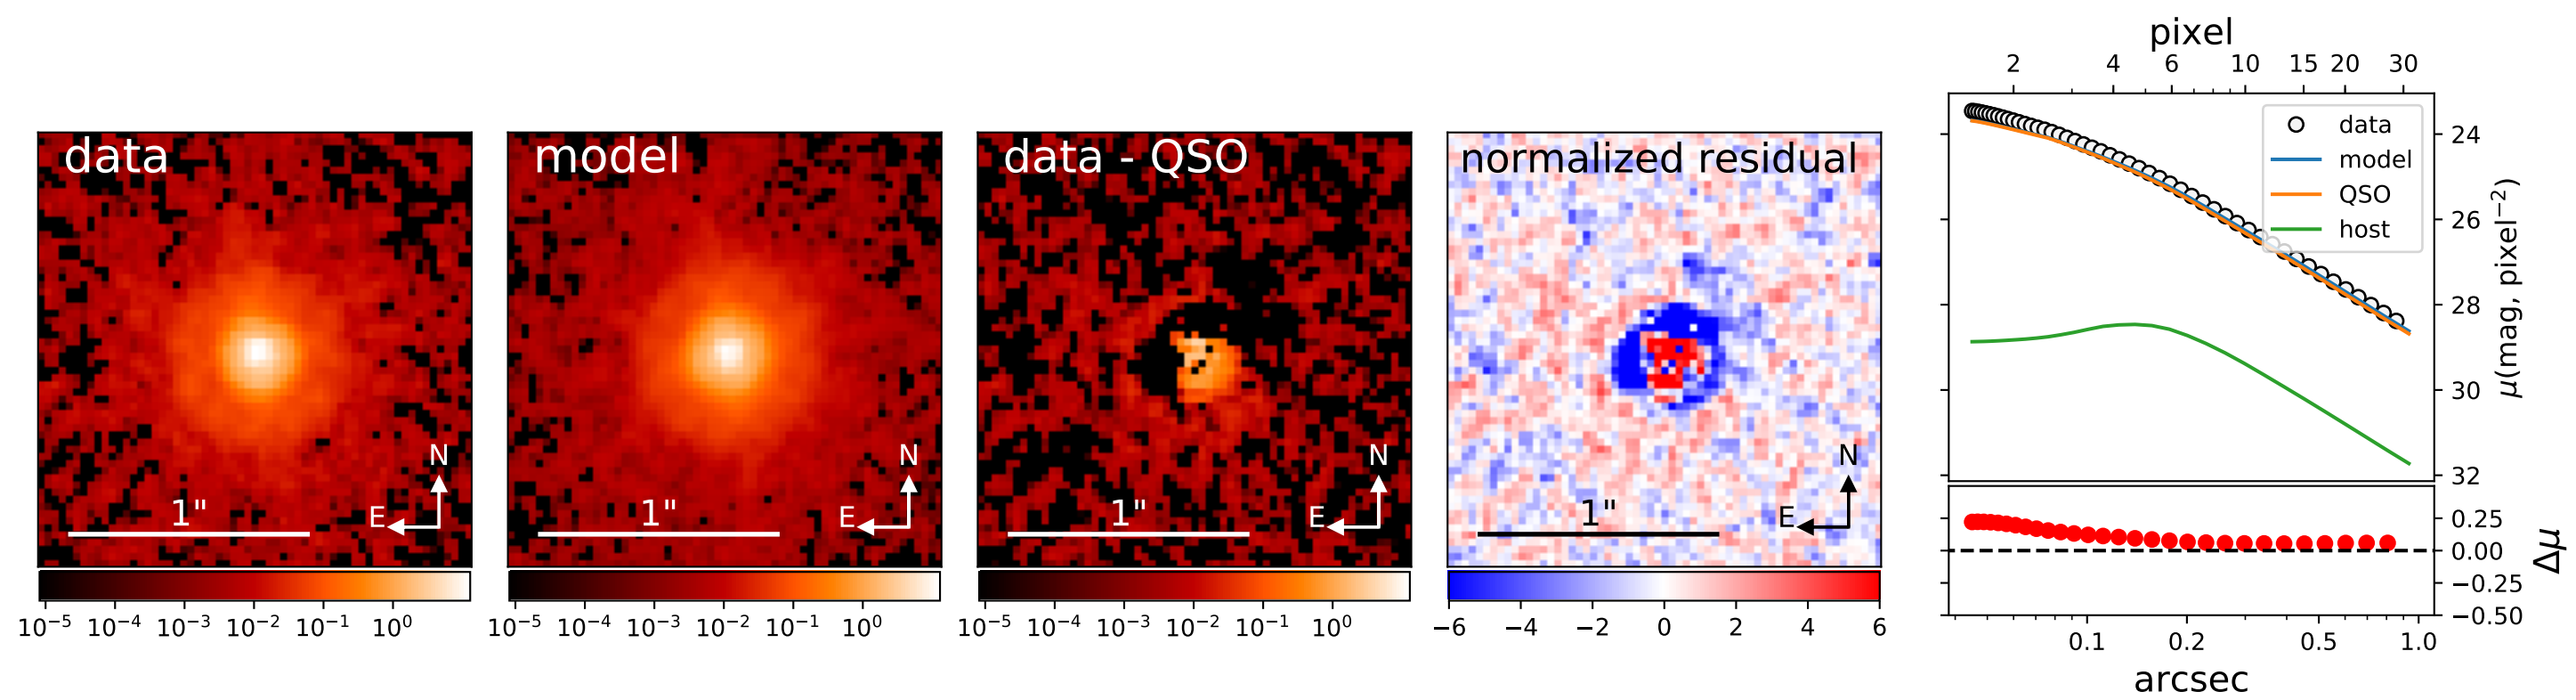 data
N
E
1"
10⁻⁵ 10⁻⁴ 10⁻³ 10⁻² 10⁻¹ 10⁰
model
N
E
1"
10⁻⁵ 10⁻⁴ 10⁻³ 10⁻² 10⁻¹ 10⁰
data - QSO
N
E
1"
10⁻⁵ 10⁻⁴ 10⁻³ 10⁻² 10⁻¹ 10⁰
normalized residual
N
E
1"
−6 −4 −2 0 2 4 6
pixel
2 4 6 10 15 20 30
data
model
QSO
host
24
26
28
30
32
μ(mag, pixel⁻²)
0.25
0.00
−0.25
−0.50
Δμ
0.1 0.2 0.5 1.0
arcsec